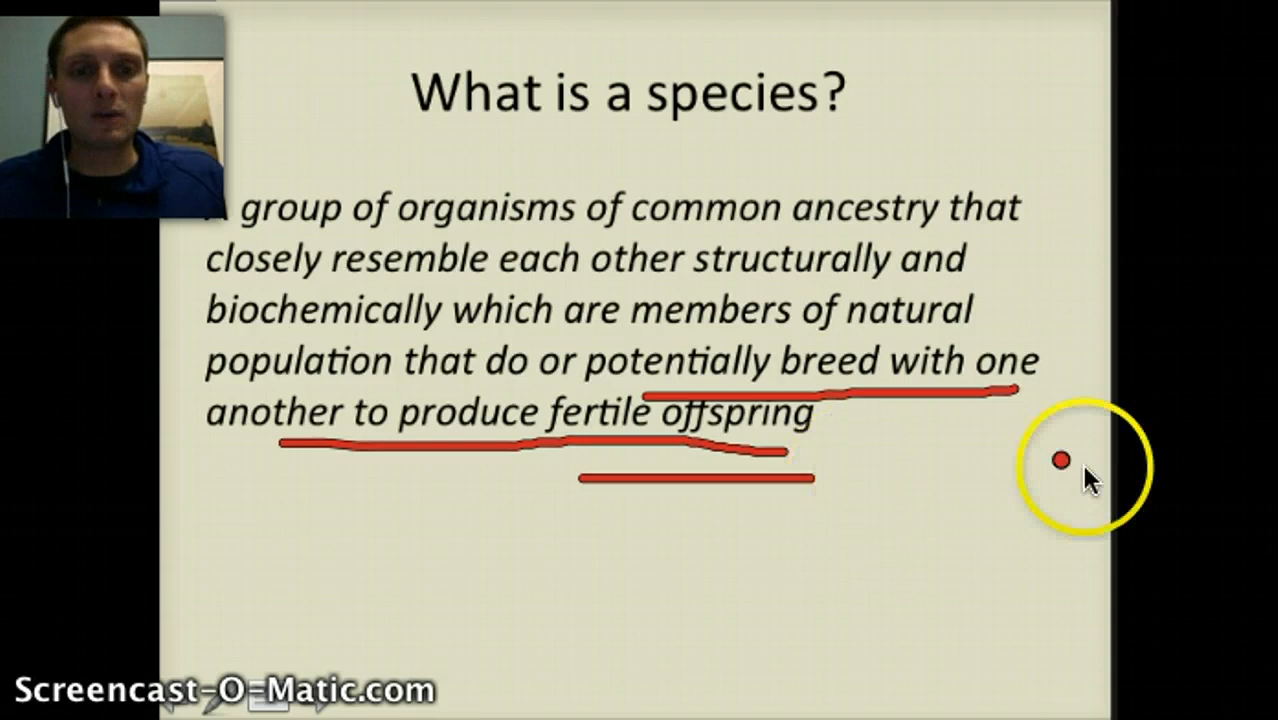 What is a species?
A group of organisms of common ancestry that
closely resemble each other structurally and
biochemically which are members of natural
population that do or potentially breed with one
another to produce fertile offspring
Screencast-O-Matic.com